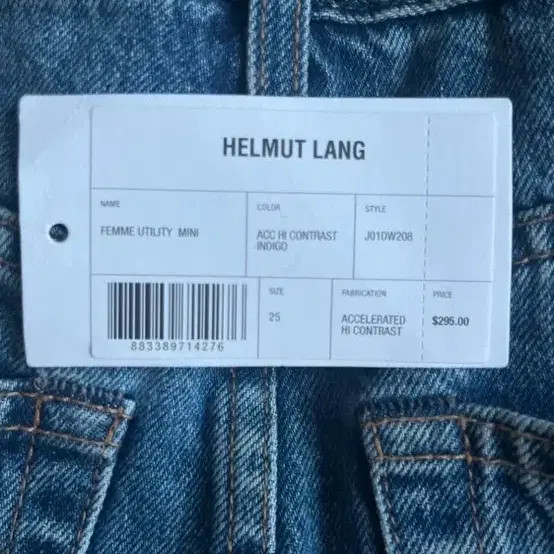 HELMUT LANG
NAME
FEMME UTILITY MINI
COLOR
ACC HI CONTRAST
INDIGO
STYLE
J01DW208
883389714276
SIZE
25
FABRICATION
ACCELERATED
HI CONTRAST
PRICE
$295.00